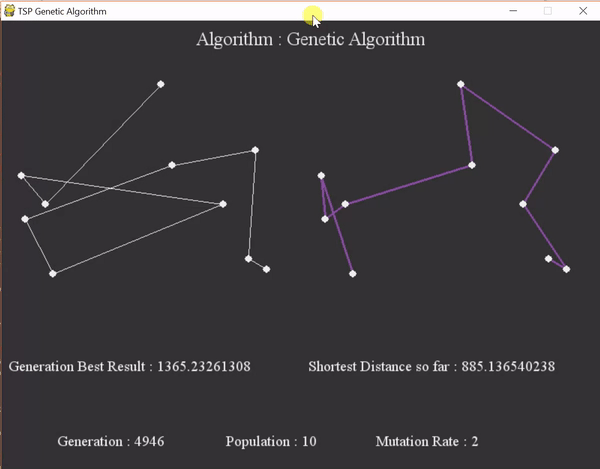 TSP Genetic Algorithm
Algorithm : Genetic Algorithm
Generation Best Result : 1365.23261308 Shortest Distance so far : 885.136540238
Generation : 4946 Population : 10 Mutation Rate : 2